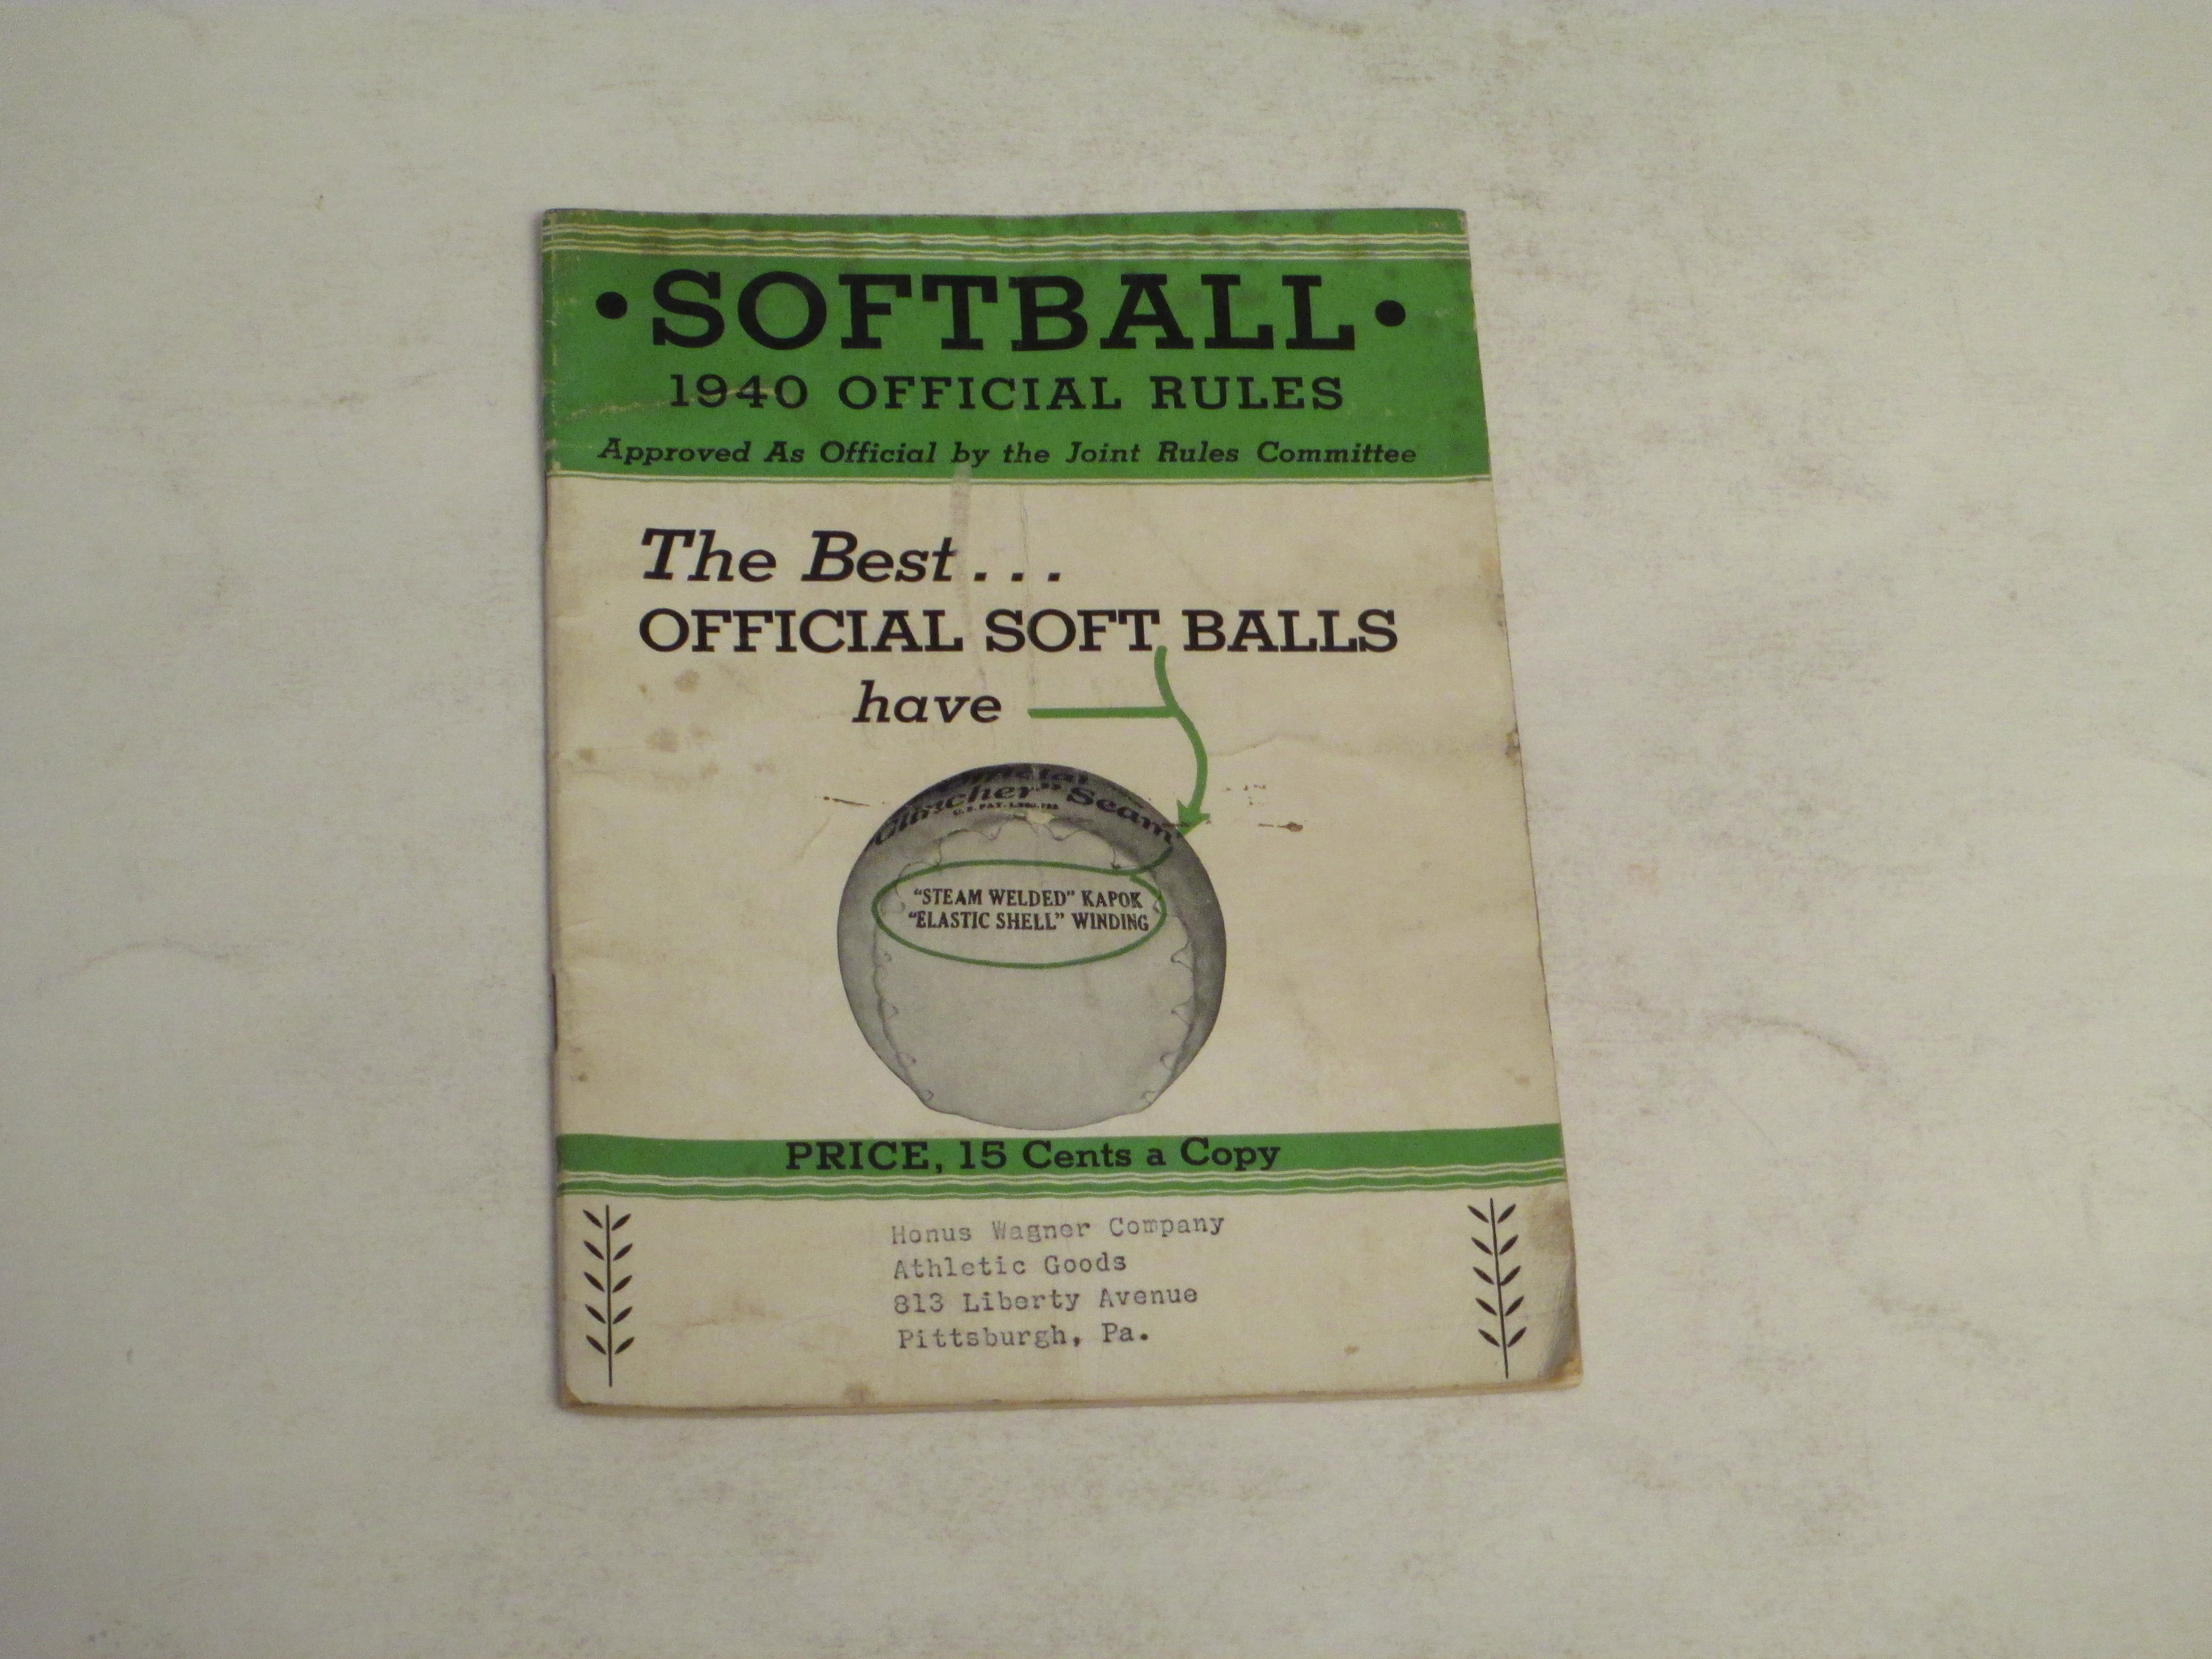 • SOFTBALL •
1940 OFFICIAL RULES
Approved As Official by the Joint Rules Committee
The Best...
OFFICIAL SOFT BALLS
have
Seam
"STEAM WELDED" KAPOK
"ELASTIC SHELL" WINDING
PRICE, 15 Cents a Copy
Honus Wagner Company
Athletic Goods
813 Liberty Avenue
Pittsburgh, Pa.